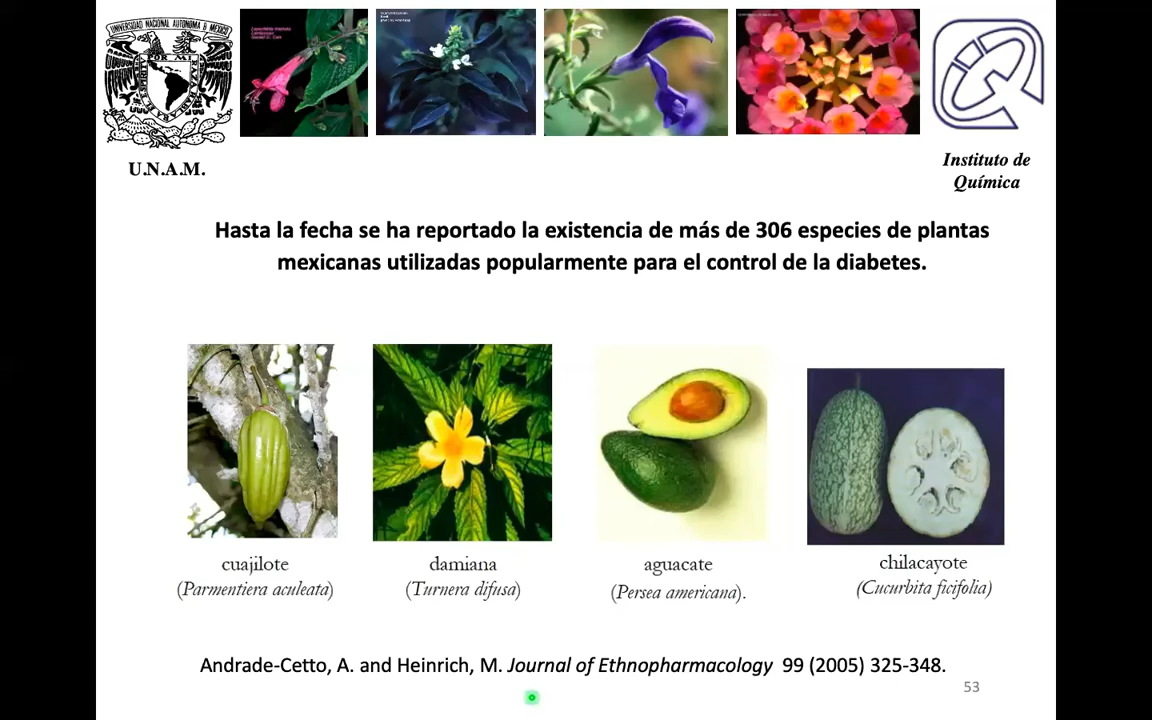 U.N.A.M.
Instituto de
Química
Hasta la fecha se ha reportado la existencia de más de 306 especies de plantas
mexicanas utilizadas popularmente para el control de la diabetes.
cuajilote
(Parmentiera aculeata)
damiana
(Turnera difusa)
aguacate
(Persea americana).
chilacayote
(Cucurbita ficifolia)
Andrade-Cetto, A. and Heinrich, M. Journal of Ethnopharmacology 99 (2005) 325-348.
53